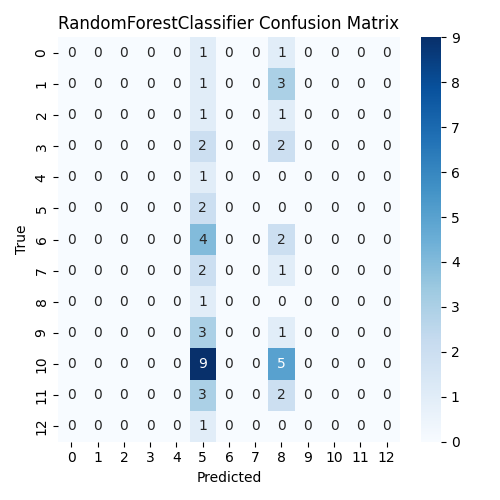 RandomForestClassifier Confusion Matrix
0 0 0 0 0 0 1 0 0 1 0 0 0 0
1 0 0 0 0 0 1 0 0 3 0 0 0 0
2 0 0 0 0 0 1 0 0 1 0 0 0 0
3 0 0 0 0 0 2 0 0 2 0 0 0 0
4 0 0 0 0 0 1 0 0 0 0 0 0 0
5 0 0 0 0 0 2 0 0 0 0 0 0 0
6 0 0 0 0 0 4 0 0 2 0 0 0 0
7 0 0 0 0 0 2 0 0 1 0 0 0 0
8 0 0 0 0 0 1 0 0 0 0 0 0 0
9 0 0 0 0 0 3 0 0 1 0 0 0 0
10 0 0 0 0 0 9 0 0 5 0 0 0 0
11 0 0 0 0 0 3 0 0 2 0 0 0 0
12 0 0 0 0 0 1 0 0 0 0 0 0 0
0 1 2 3 4 5 6 7 8 9 10 11 12
Predicted
True
9
8
7
6
5
4
3
2
1
0